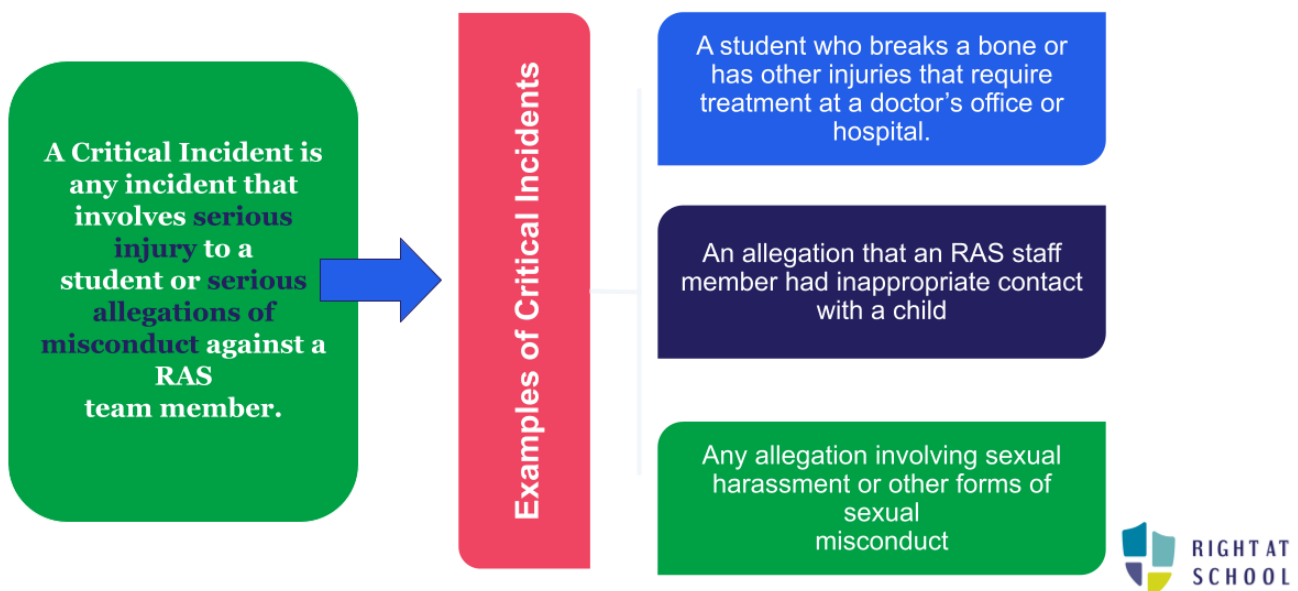 A Critical Incident is
any incident that
involves serious
injury to a
student or serious
allegations of
misconduct against a
RAS
team member.
Examples of Critical Incidents
A student who breaks a bone or
has other injuries that require
treatment at a doctor’s office or
hospital.
An allegation that an RAS staff
member had inappropriate contact
with a child
Any allegation involving sexual
harassment or other forms of
sexual
misconduct
RIGHT AT
SCHOOL